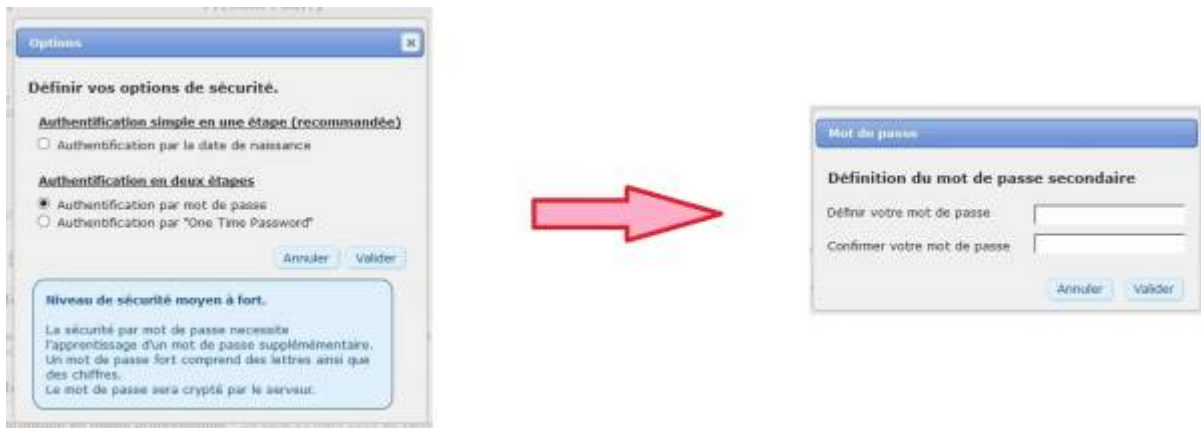 Options
Définir vos options de sécurité.
Authentification simple en une étape (recommandée)
Authentification par la date de naissance
Authentification en deux étapes
Authentification par mot de passe
Authentification par "One Time Password"
Annuler Valider
Niveau de sécurité moyen à fort.
La sécurité par mot de passe necessite
l'apprentissage d'un mot de passe supplémémentaire.
Un mot de passe fort comprend des lettres ainsi que
des chiffres.
Le mot de passe sera crypté par le serveur.
Mot de passe
Définition du mot de passe secondaire
Définir votre mot de passe
Confirmer votre mot de passe
Annuler Valider